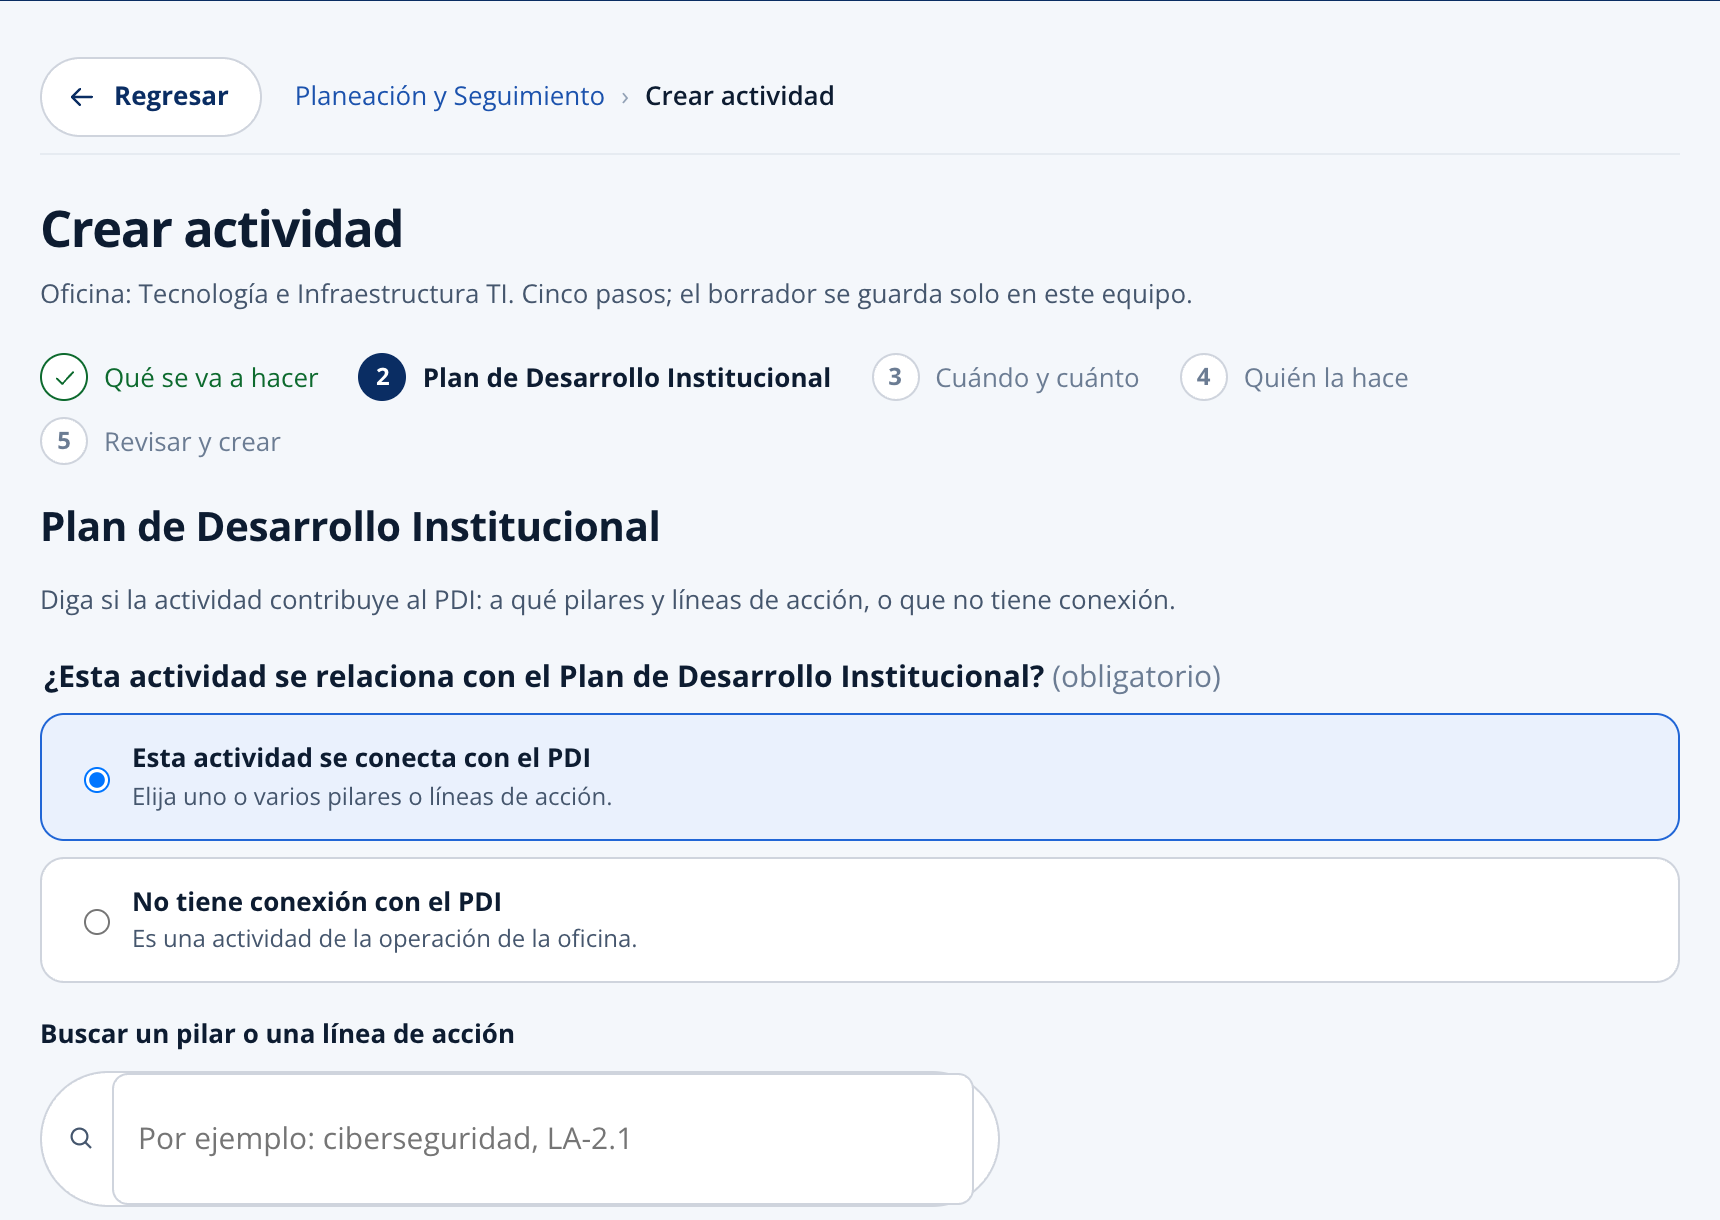 Regresar
Planeación y Seguimiento › Crear actividad
Crear actividad
Oficina: Tecnología e Infraestructura TI. Cinco pasos; el borrador se guarda solo en este equipo.
Qué se va a hacer
2 Plan de Desarrollo Institucional
3 Cuándo y cuánto
4 Quién la hace
5 Revisar y crear
Plan de Desarrollo Institucional
Diga si la actividad contribuye al PDI: a qué pilares y líneas de acción, o que no tiene conexión.
¿Esta actividad se relaciona con el Plan de Desarrollo Institucional? (obligatorio)
Esta actividad se conecta con el PDI
Elija uno o varios pilares o líneas de acción.
No tiene conexión con el PDI
Es una actividad de la operación de la oficina.
Buscar un pilar o una línea de acción
Por ejemplo: ciberseguridad, LA-2.1